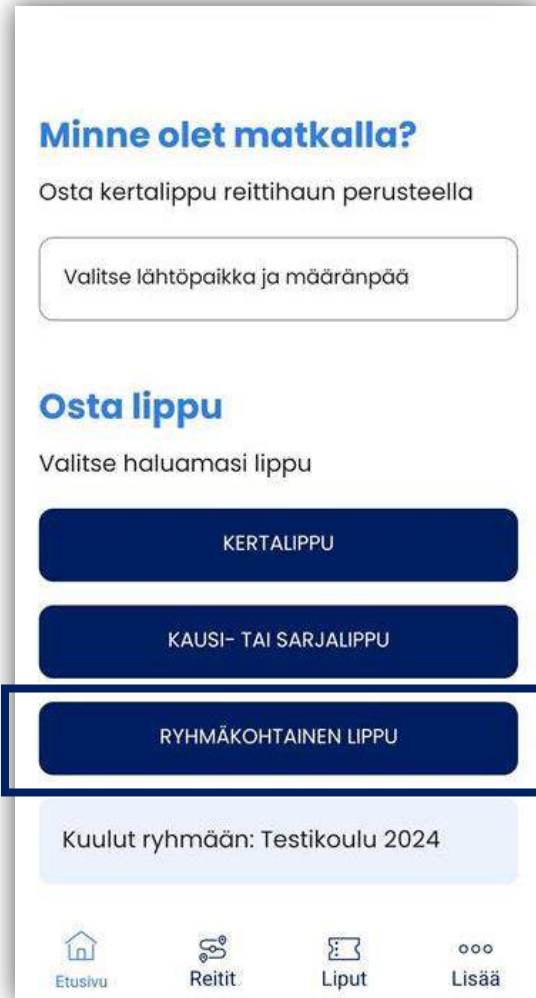 Minne olet matkalla?
Osta kertalippu reittihaun perusteella
Valitse lähtöpaikka ja määränpää
Osta lippu
Valitse haluamasi lippu
KERTALIPPU
KAUSI- TAI SARJALIPPU
RYHMÄKOHTAINEN LIPPU
Kuulut ryhmään: Testikoulu 2024
Etusivu Reitit Liput Lisää